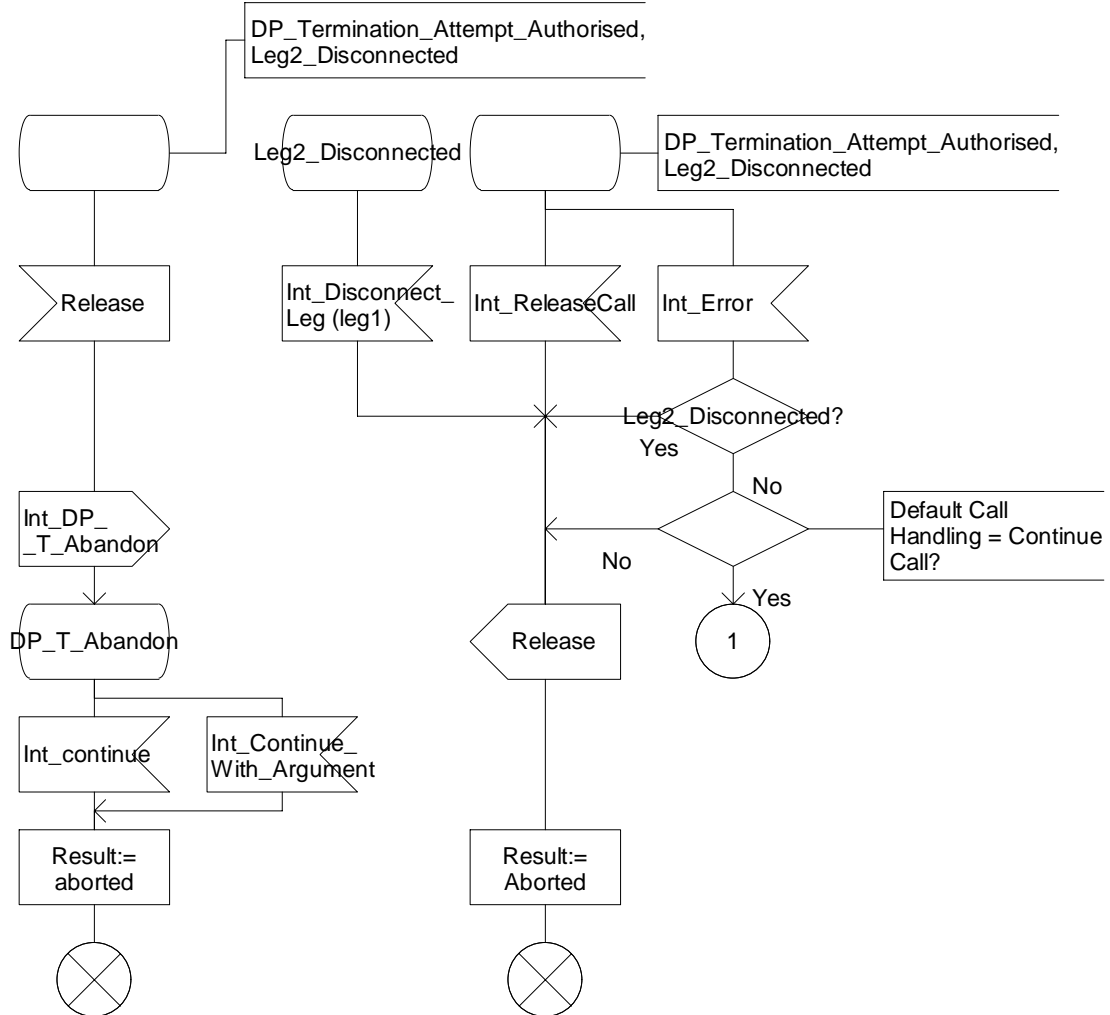 DP_Termination_Attempt_Authorised,
Leg2_Disconnected
Leg2_Disconnected
DP_Termination_Attempt_Authorised,
Leg2_Disconnected
Release
Int_Disconnect_
Leg (leg1)
Int_ReleaseCall
Int_Error
Leg2_Disconnected?
Yes
No
Int_DP_
_T_Abandon
Default Call
Handling = Continue
Call?
No
Yes
DP_T_Abandon
Release
1
Int_continue
Int_Continue_
With_Argument
Result:=
aborted
Result:=
Aborted